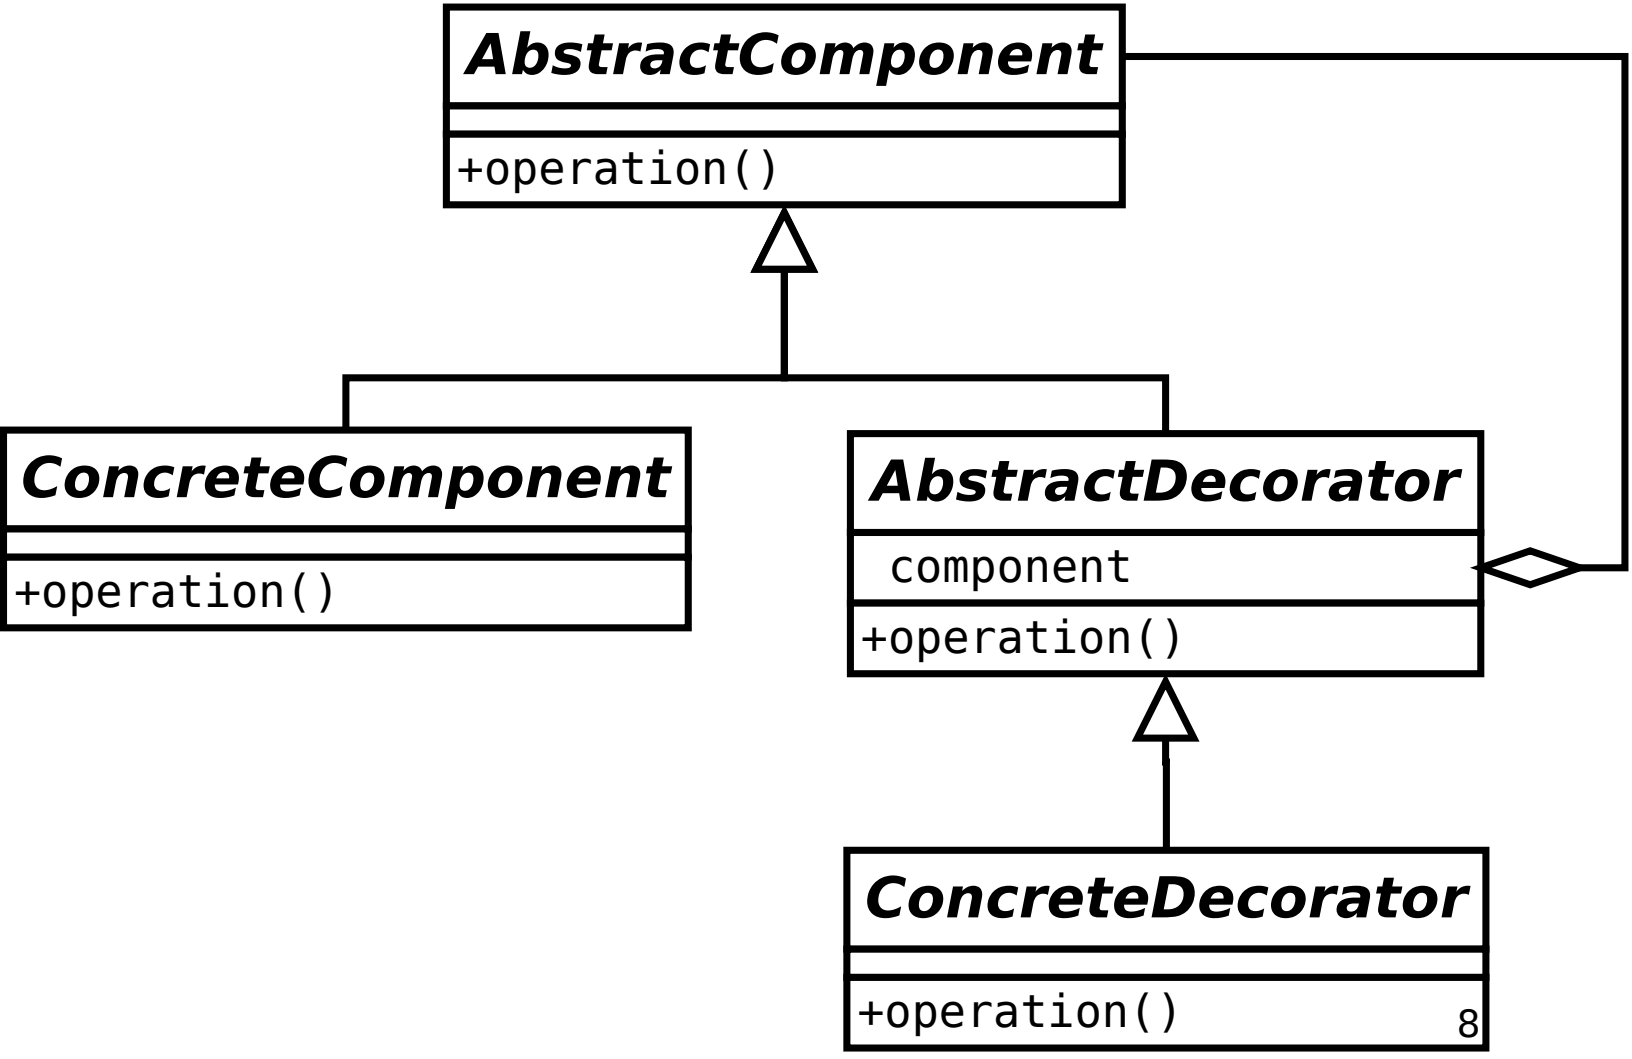 AbstractComponent
+operation()
ConcreteComponent
+operation()
AbstractDecorator
component
+operation()
ConcreteDecorator
+operation()
8